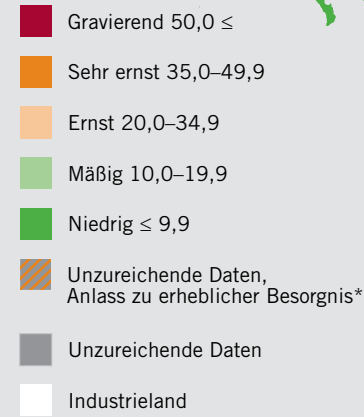 Gravierend 50,0 ≤
Sehr ernst 35,0–49,9
Ernst 20,0–34,9
Mäßig 10,0–19,9
Niedrig ≤ 9,9
Unzureichende Daten,
Anlass zu erheblicher Besorgnis*
Unzureichende Daten
Industrieland